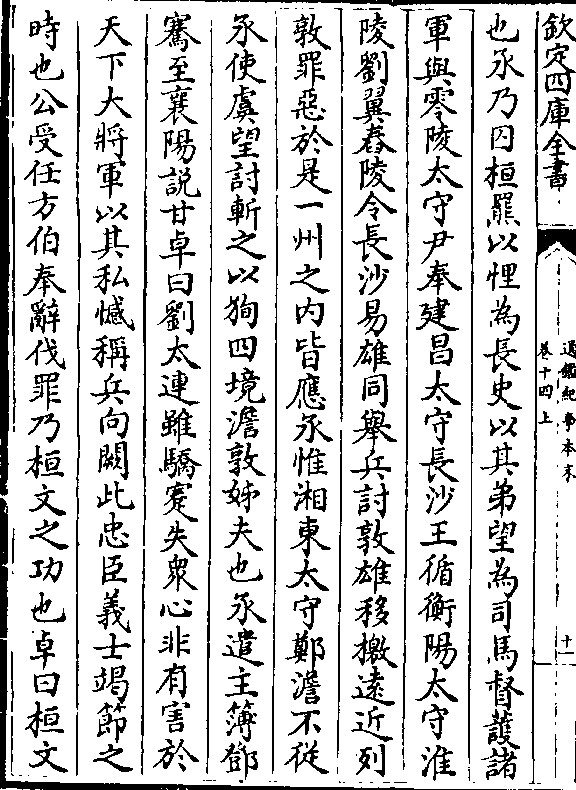 欽定四庫全書
通鑑紀事本末
卷十四上
十一
也氶乃囚桓羆以悝為長史以其弟望為司馬督護諸
軍與零陵太守尹奉建昌太守長沙王循衡陽太守淮
陵劉翼舂陵令長沙易雄同舉兵討敦雄移檄遠近列
敦罪惡於是一州之内皆應氶惟湘東太守鄭澹不從
氶使虞望討斬之以狥四境澹敦姊夫也氶遣主簿鄧
騫至襄陽説甘卓曰劉太連雖驕蹇失衆心非有害於
天下大將軍以其私憾稱兵向闕此忠臣義士竭節之
時也公受任方伯奉辭伐罪乃桓文之功也卓曰桓文